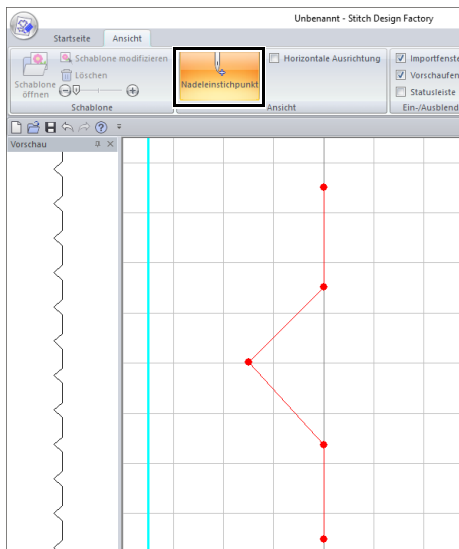 Unbenannt - Stitch Design Factory
Startseite Ansicht
Schablone öffnen
Schablone modifizieren
Löschen
Schablone
Nadeleinstichpunkt
Horizontale Ausrichtung
Ansicht
Importfenste
Vorschaufen
Statusleiste
Ein-/Ausblend
Vorschau